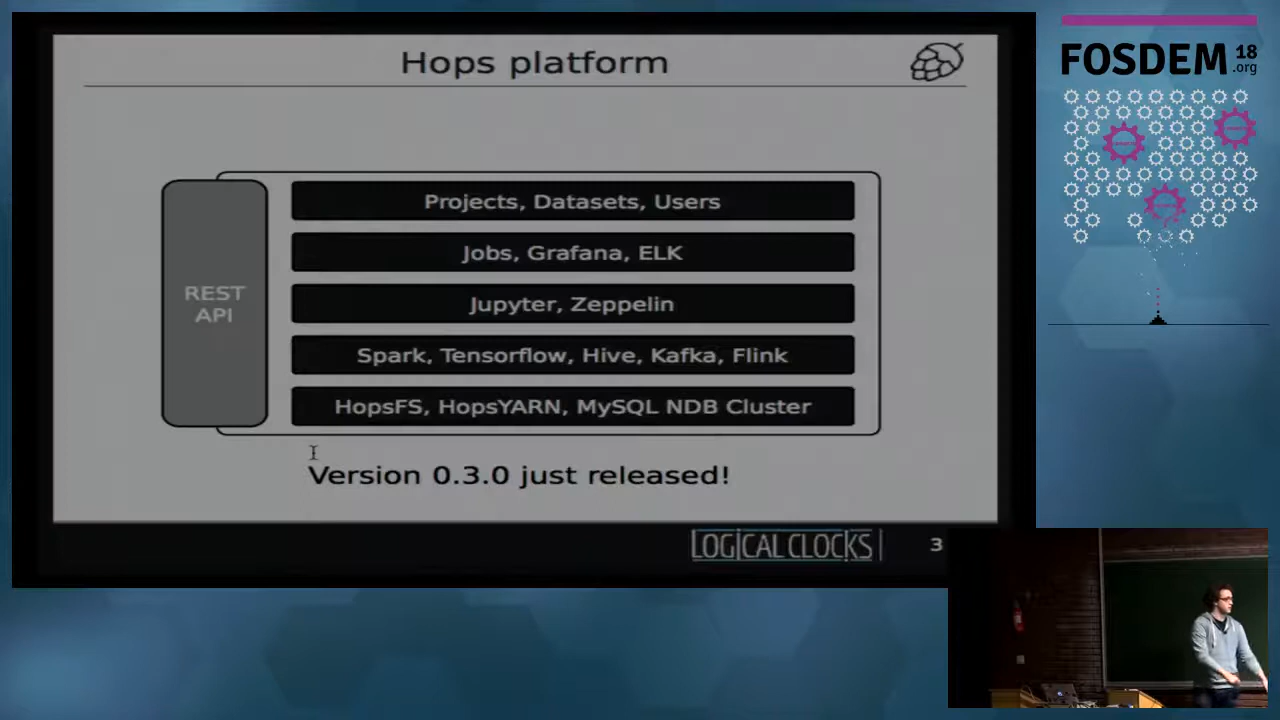 Hops platform
REST
API
Projects, Datasets, Users
Jobs, Grafana, ELK
Jupyter, Zeppelin
Spark, Tensorflow, Hive, Kafka, Flink
HopsFS, HopsYARN, MySQL NDB Cluster
Version 0.3.0 just released!
LOGICAL CLOCKS
3
FOSDEM 18
.org